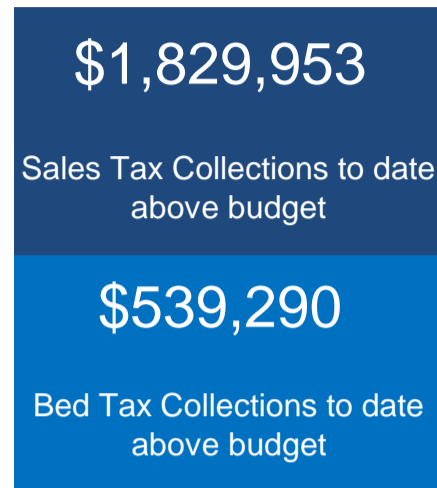 $1,829,953
Sales Tax Collections to date
above budget
$539,290
Bed Tax Collections to date
above budget